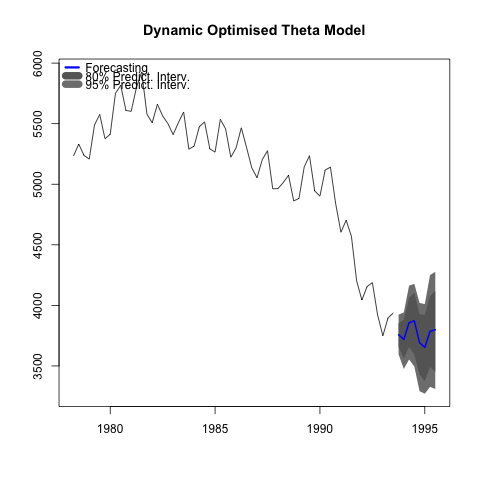 Dynamic Optimised Theta Model
Forecasting
80% Predict. Interv.
95% Predict. Interv.
6000
5500
5000
4500
4000
3500
1980
1985
1990
1995